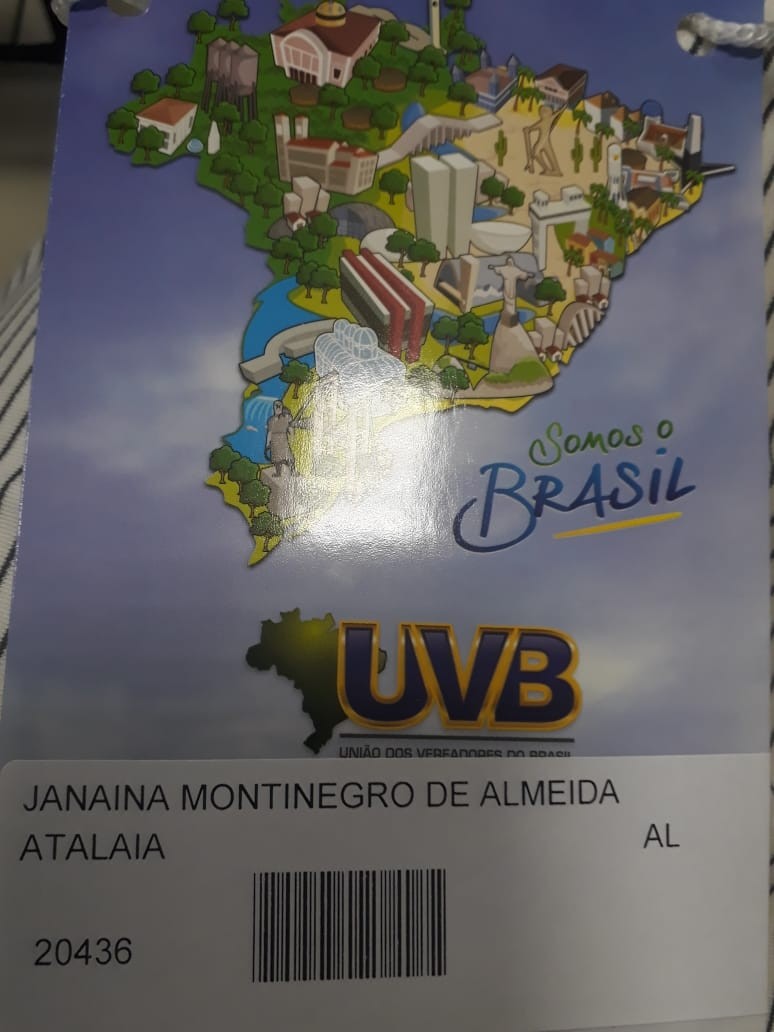 SOMOS O
BRASIL
UVB
UNIÃO DOS VEREADORES DO BRASIL
JANAINA MONTINEGRO DE ALMEIDA
ATALAIA AL
20436